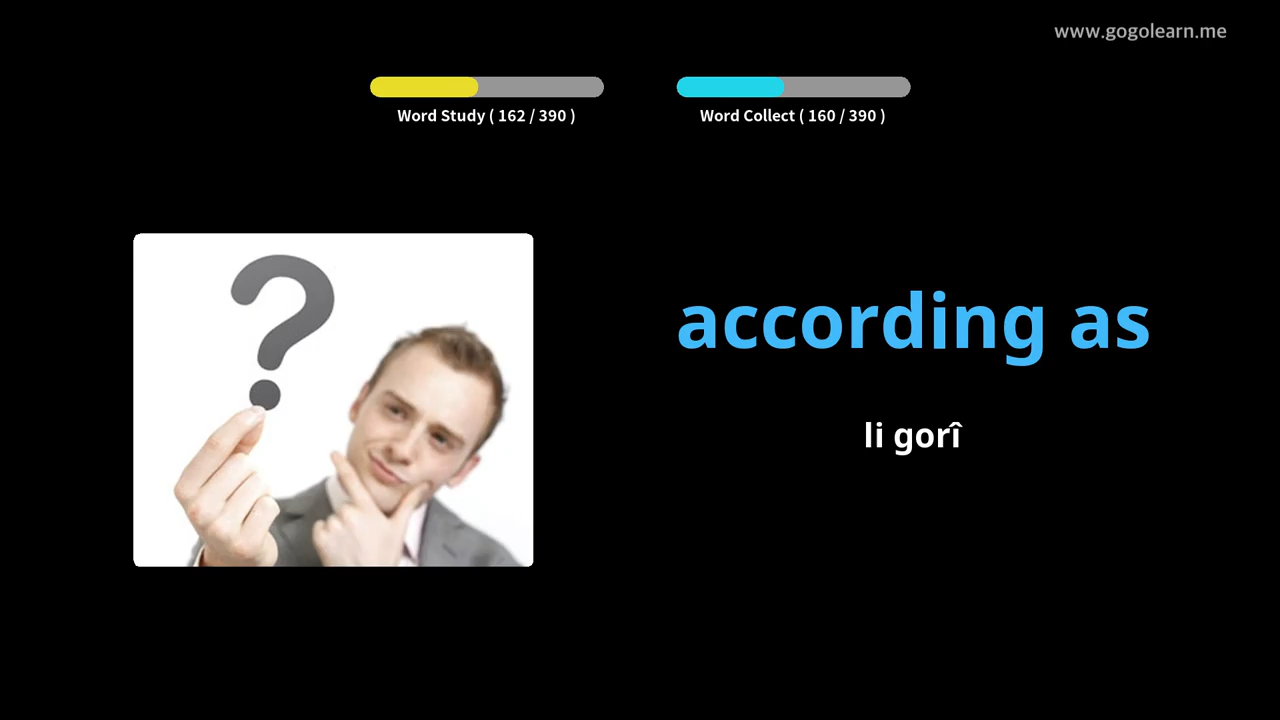 www.gogolearn.me
Word Study ( 162 / 390 )
Word Collect ( 160 / 390 )
according as
li gorî